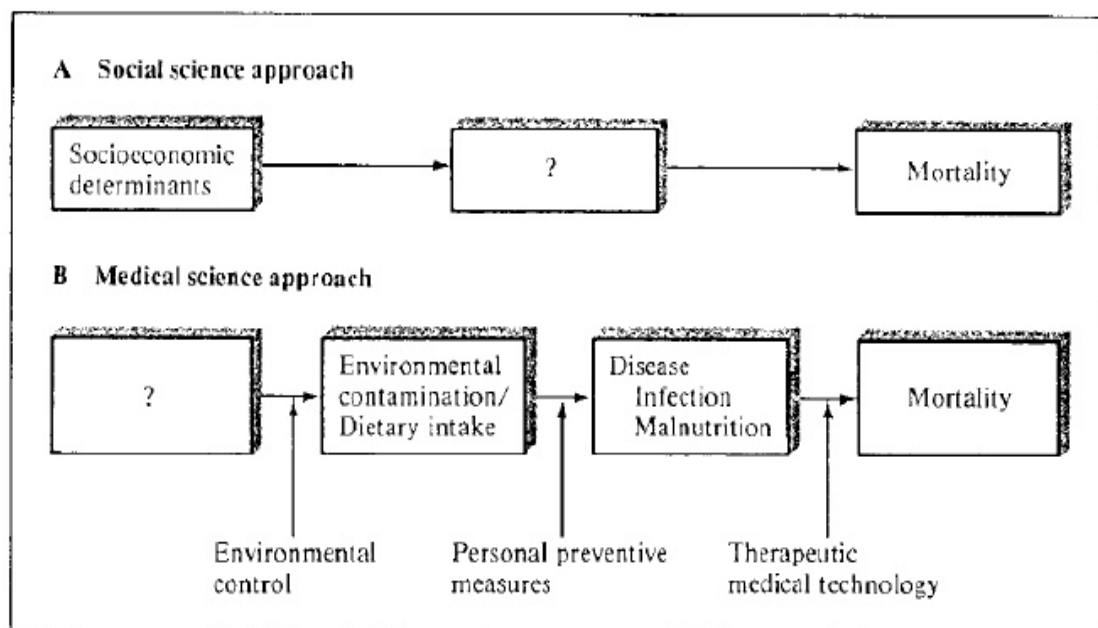 A Social science approach
Socioeconomic
determinants
?
Mortality
B Medical science approach
?
Environmental
contamination/
Dietary intake
Disease
Infection
Malnutrition
Mortality
Environmental
control
Personal preventive
measures
Therapeutic
medical technology